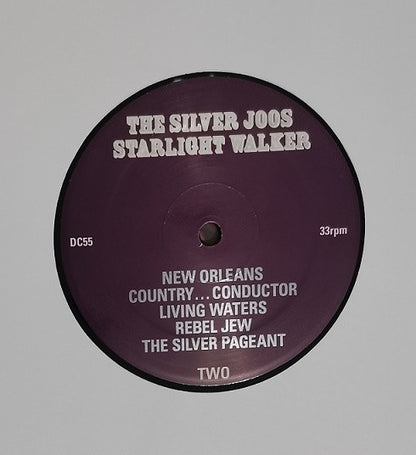 THE SILVER JOOS
STARLIGHT WALKER
DC55
33rpm
NEW ORLEANS
COUNTRY... CONDUCTOR
LIVING WATERS
REBEL JEW
THE SILVER PAGEANT
TWO